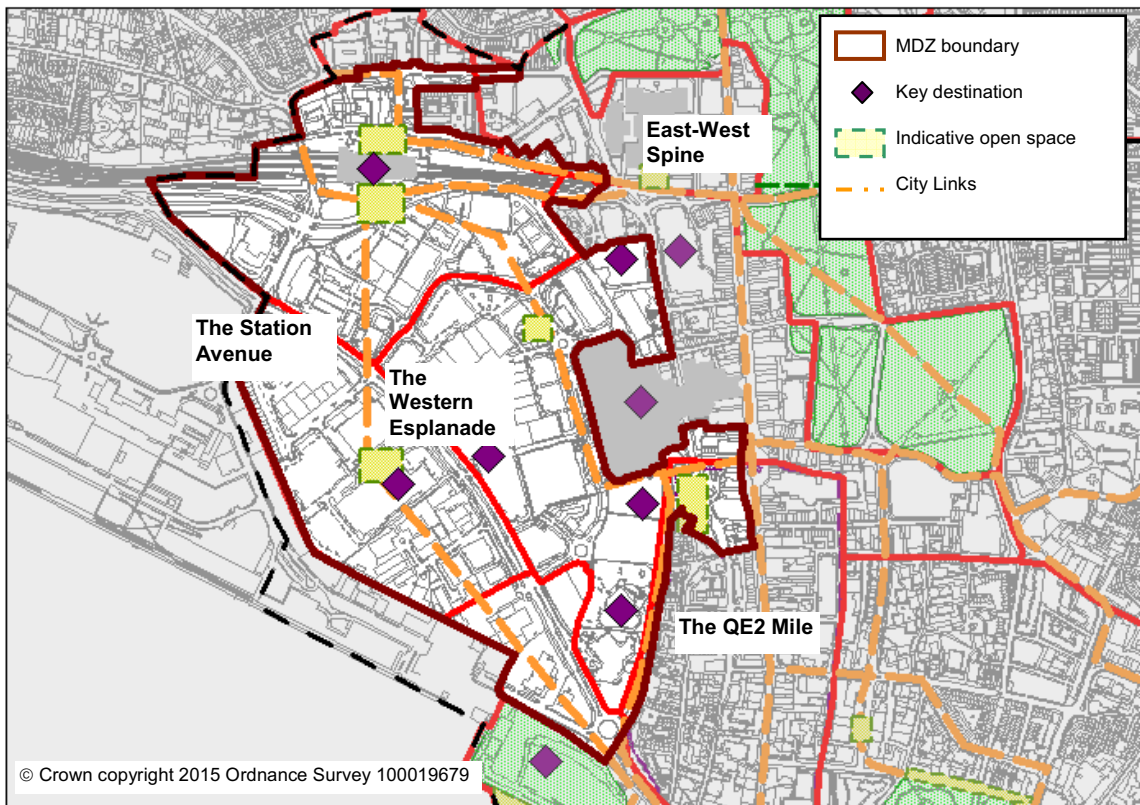 MDZ boundary
Key destination
Indicative open space
City Links
East-West
Spine
The Station
Avenue
The
Western
Esplanade
The QE2 Mile
© Crown copyright 2015 Ordnance Survey 100019679